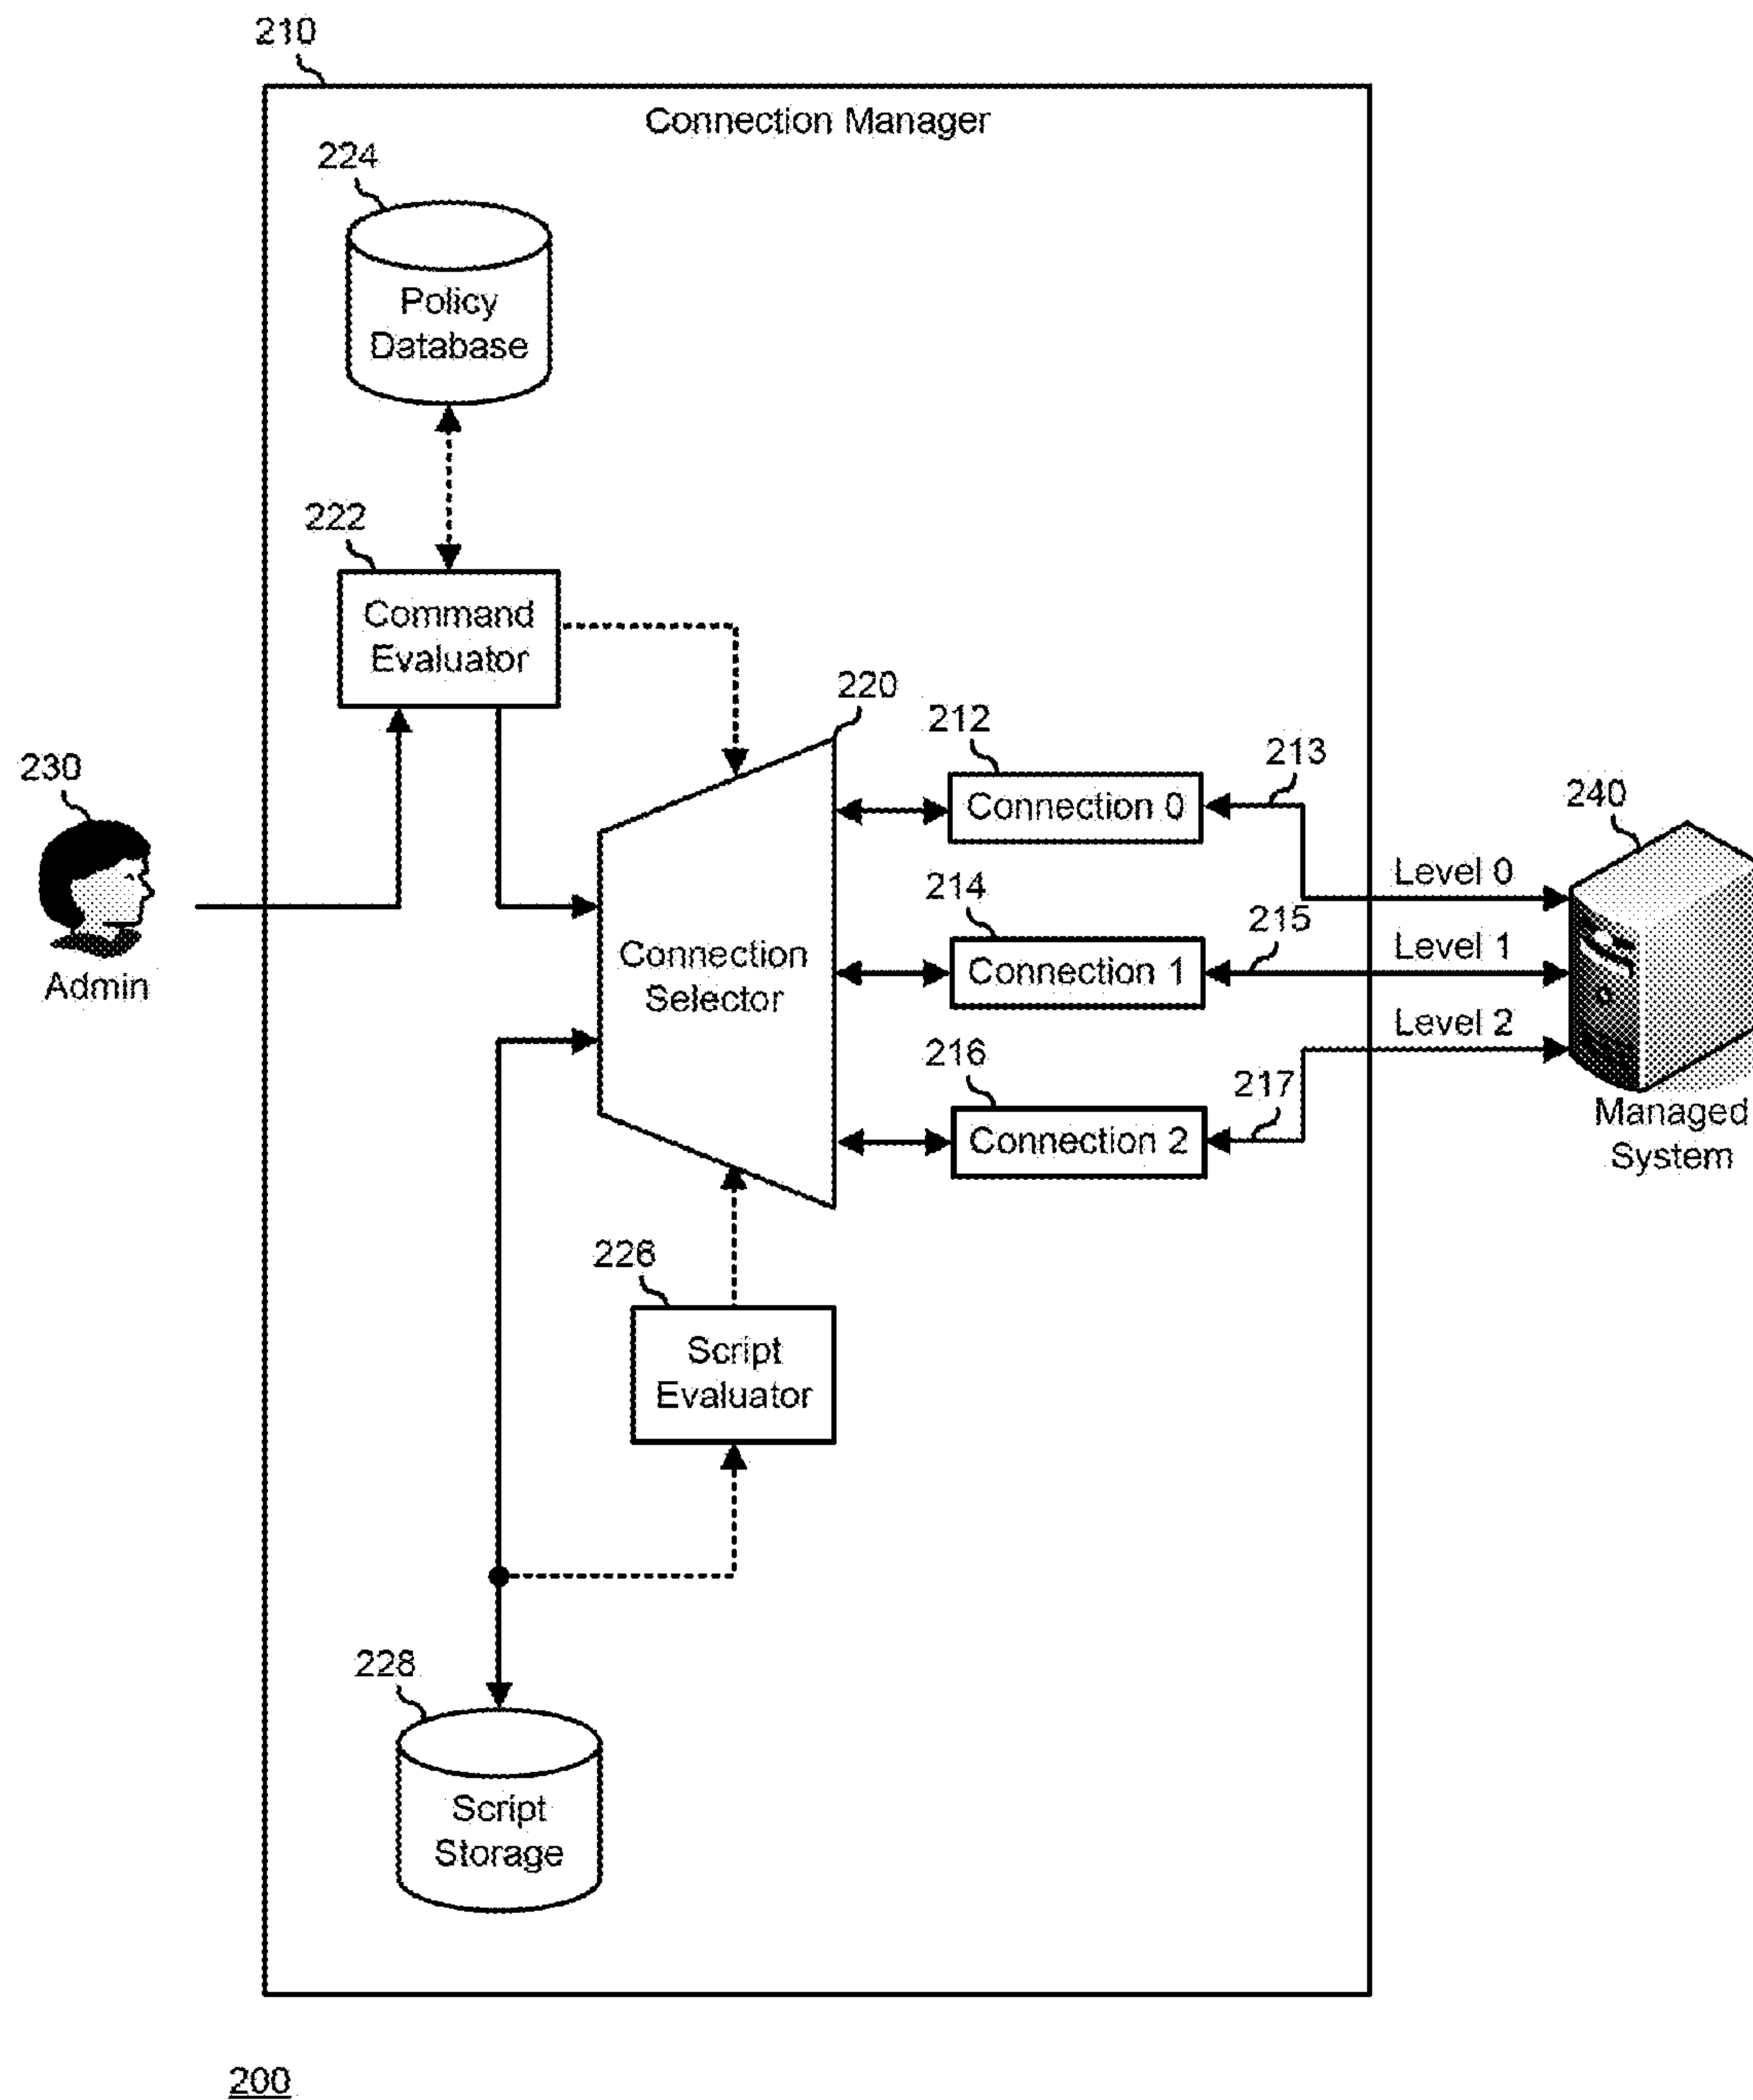 210
Connection Manager
224
Policy
Database
222
Command
Evaluator
220
212
213
230
Connection 0
240
Level 0
214
215
Connection
Selector
Connection 1
Level 1
Admin
Level 2
216
217
Connection 2
Managed
System
226
Script
Evaluator
228
Script
Storage
200